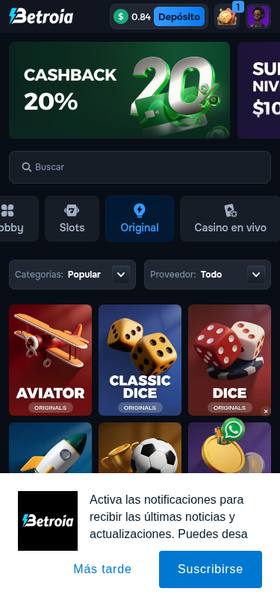 Betroia
$ 0.84 Depósito
1
CASHBACK
20%
20
SU
NIV
$10
Buscar
obby
Slots
Original
Casino en vivo
Categorías: Popular
Proveedor: Todo
AVIATOR
ORIGINALS
CLASSIC
DICE
ORIGINALS
DICE
ORIGINALS
Betroia
Activa las notificaciones para
recibir las últimas noticias y
actualizaciones. Puedes desa
Más tarde
Suscribirse